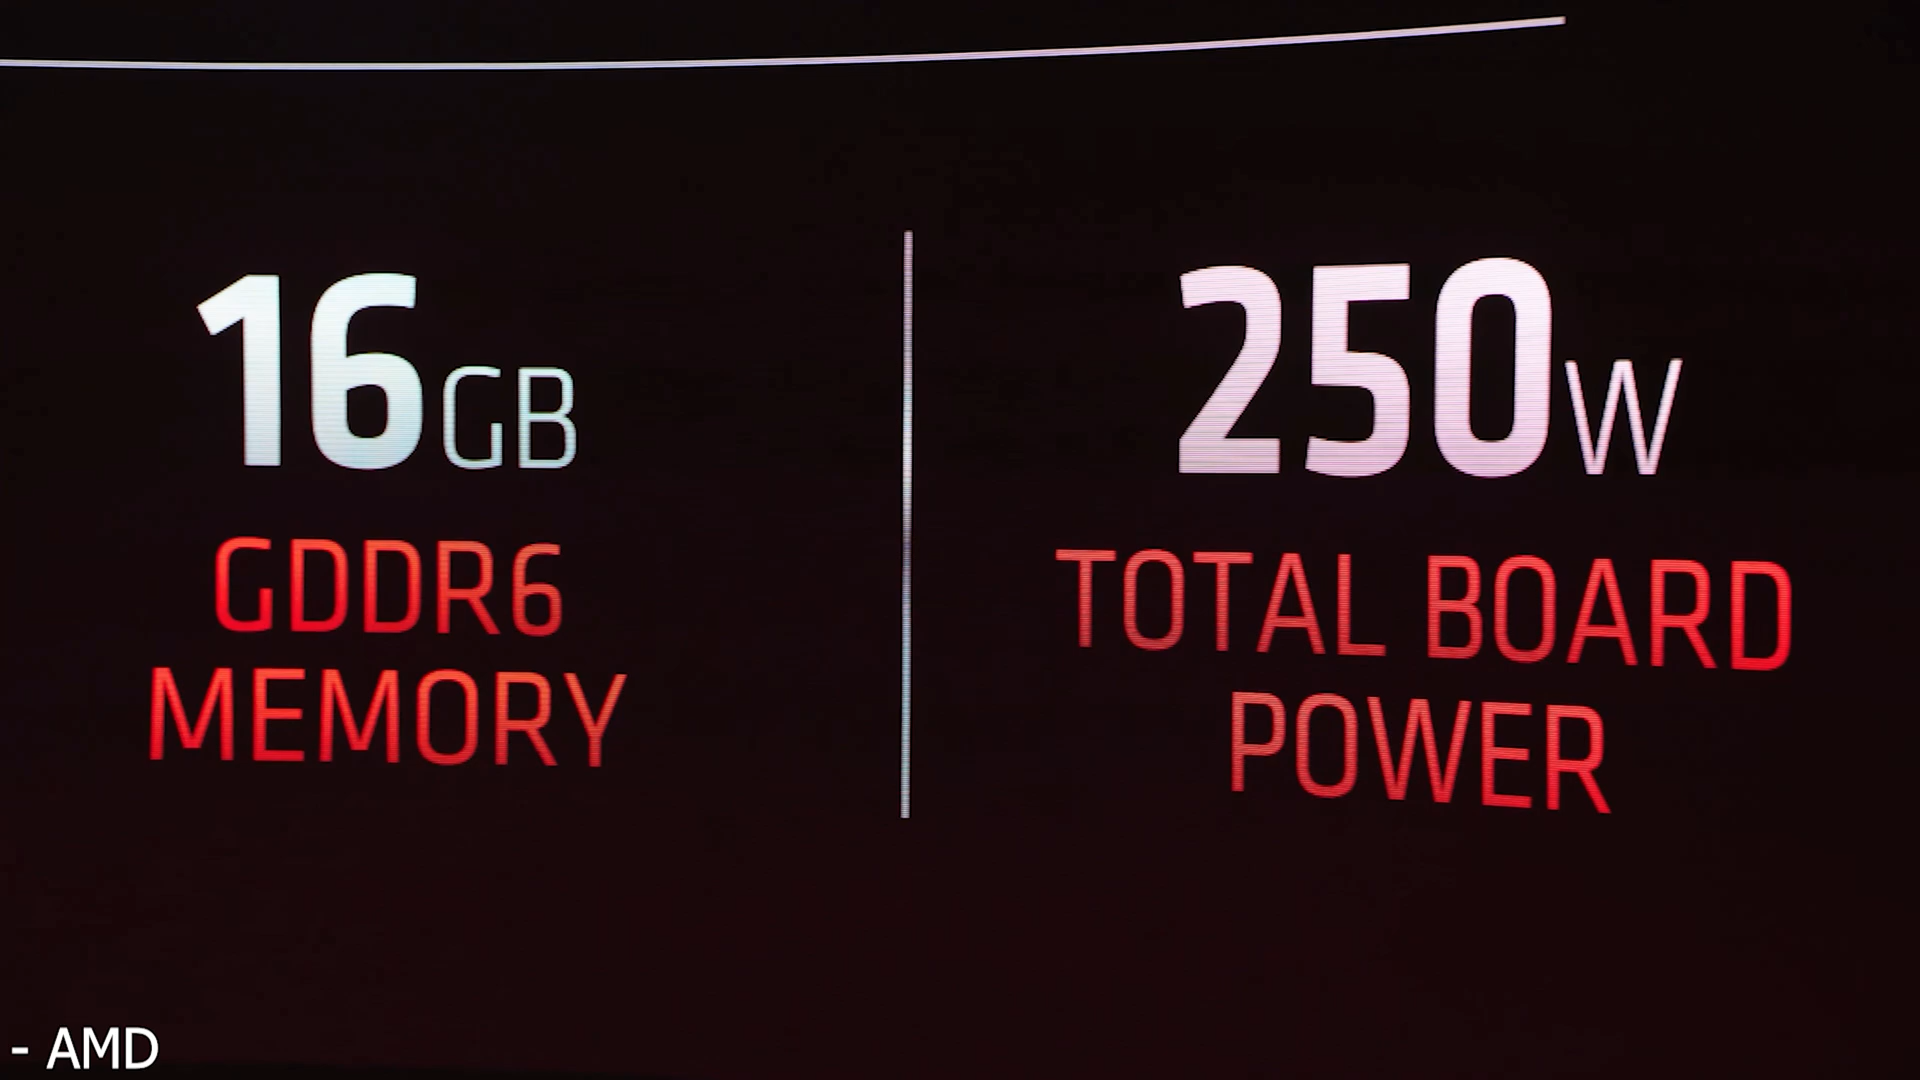 16GB
GDDR6
MEMORY
250W
TOTAL BOARD
POWER
- AMD